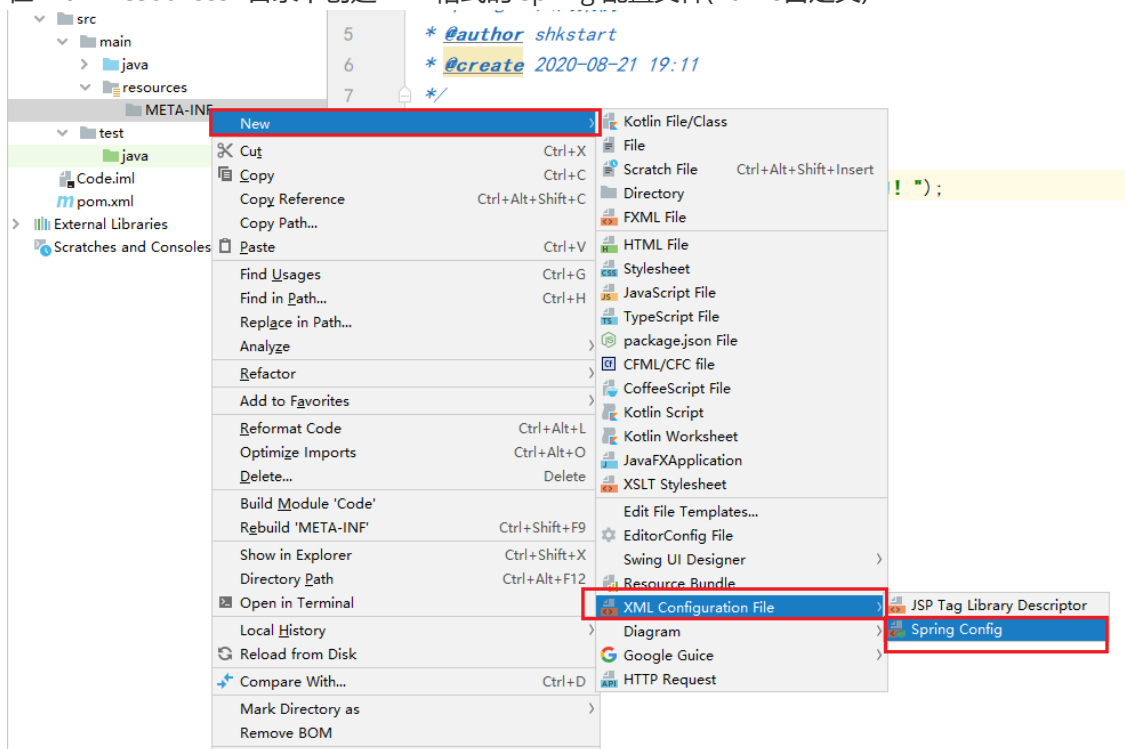 src
main
java
resources
META-INF
test
java
Code.iml
pom.xml
External Libraries
Scratches and Consoles
5 * @author shkstart
6 * @create 2020-08-21 19:11
7 */
! ");
New
Cut Ctrl+X
Copy Ctrl+C
Copy Reference Ctrl+Alt+Shift+C
Copy Path...
Paste Ctrl+V
Find Usages Ctrl+G
Find in Path... Ctrl+H
Replace in Path...
Analyze
Refactor
Add to Favorites
Reformat Code Ctrl+Alt+L
Optimize Imports Ctrl+Alt+O
Delete... Delete
Build Module 'Code'
Rebuild 'META-INF' Ctrl+Shift+F9
Show in Explorer Ctrl+Shift+X
Directory Path Ctrl+Alt+F12
Open in Terminal
Local History
Reload from Disk
Compare With... Ctrl+D
Mark Directory as
Remove BOM
Kotlin File/Class
File
Scratch File Ctrl+Alt+Shift+Insert
Directory
FXML File
HTML File
Stylesheet
JavaScript File
TypeScript File
package.json File
CFML/CFC file
CoffeeScript File
Kotlin Script
Kotlin Worksheet
JavaFXApplication
XSLT Stylesheet
Edit File Templates...
EditorConfig File
Swing UI Designer
Resource Bundle
XML Configuration File
Diagram
Google Guice
HTTP Request
JSP Tag Library Descriptor
Spring Config